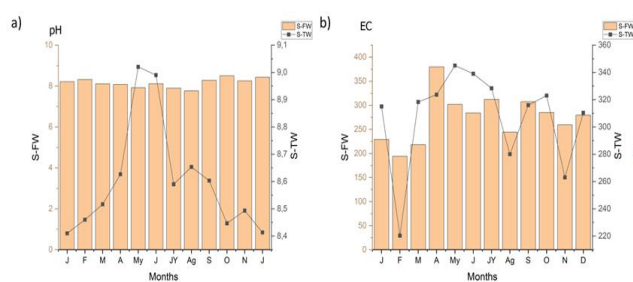 a) pH
S-FW
S-TW
10
8
6
4
2
0
S-FW
9,1
9,0
8,9
8,8
8,7
8,6
8,5
8,4
S-TW
J F M A My J JY Ag S O N J
Months
b) EC
S-FW
S-TW
400
350
300
250
200
150
100
50
0
S-FW
360
340
320
300
280
260
240
220
S-TW
J F M A My J JY Ag S O N D
Months